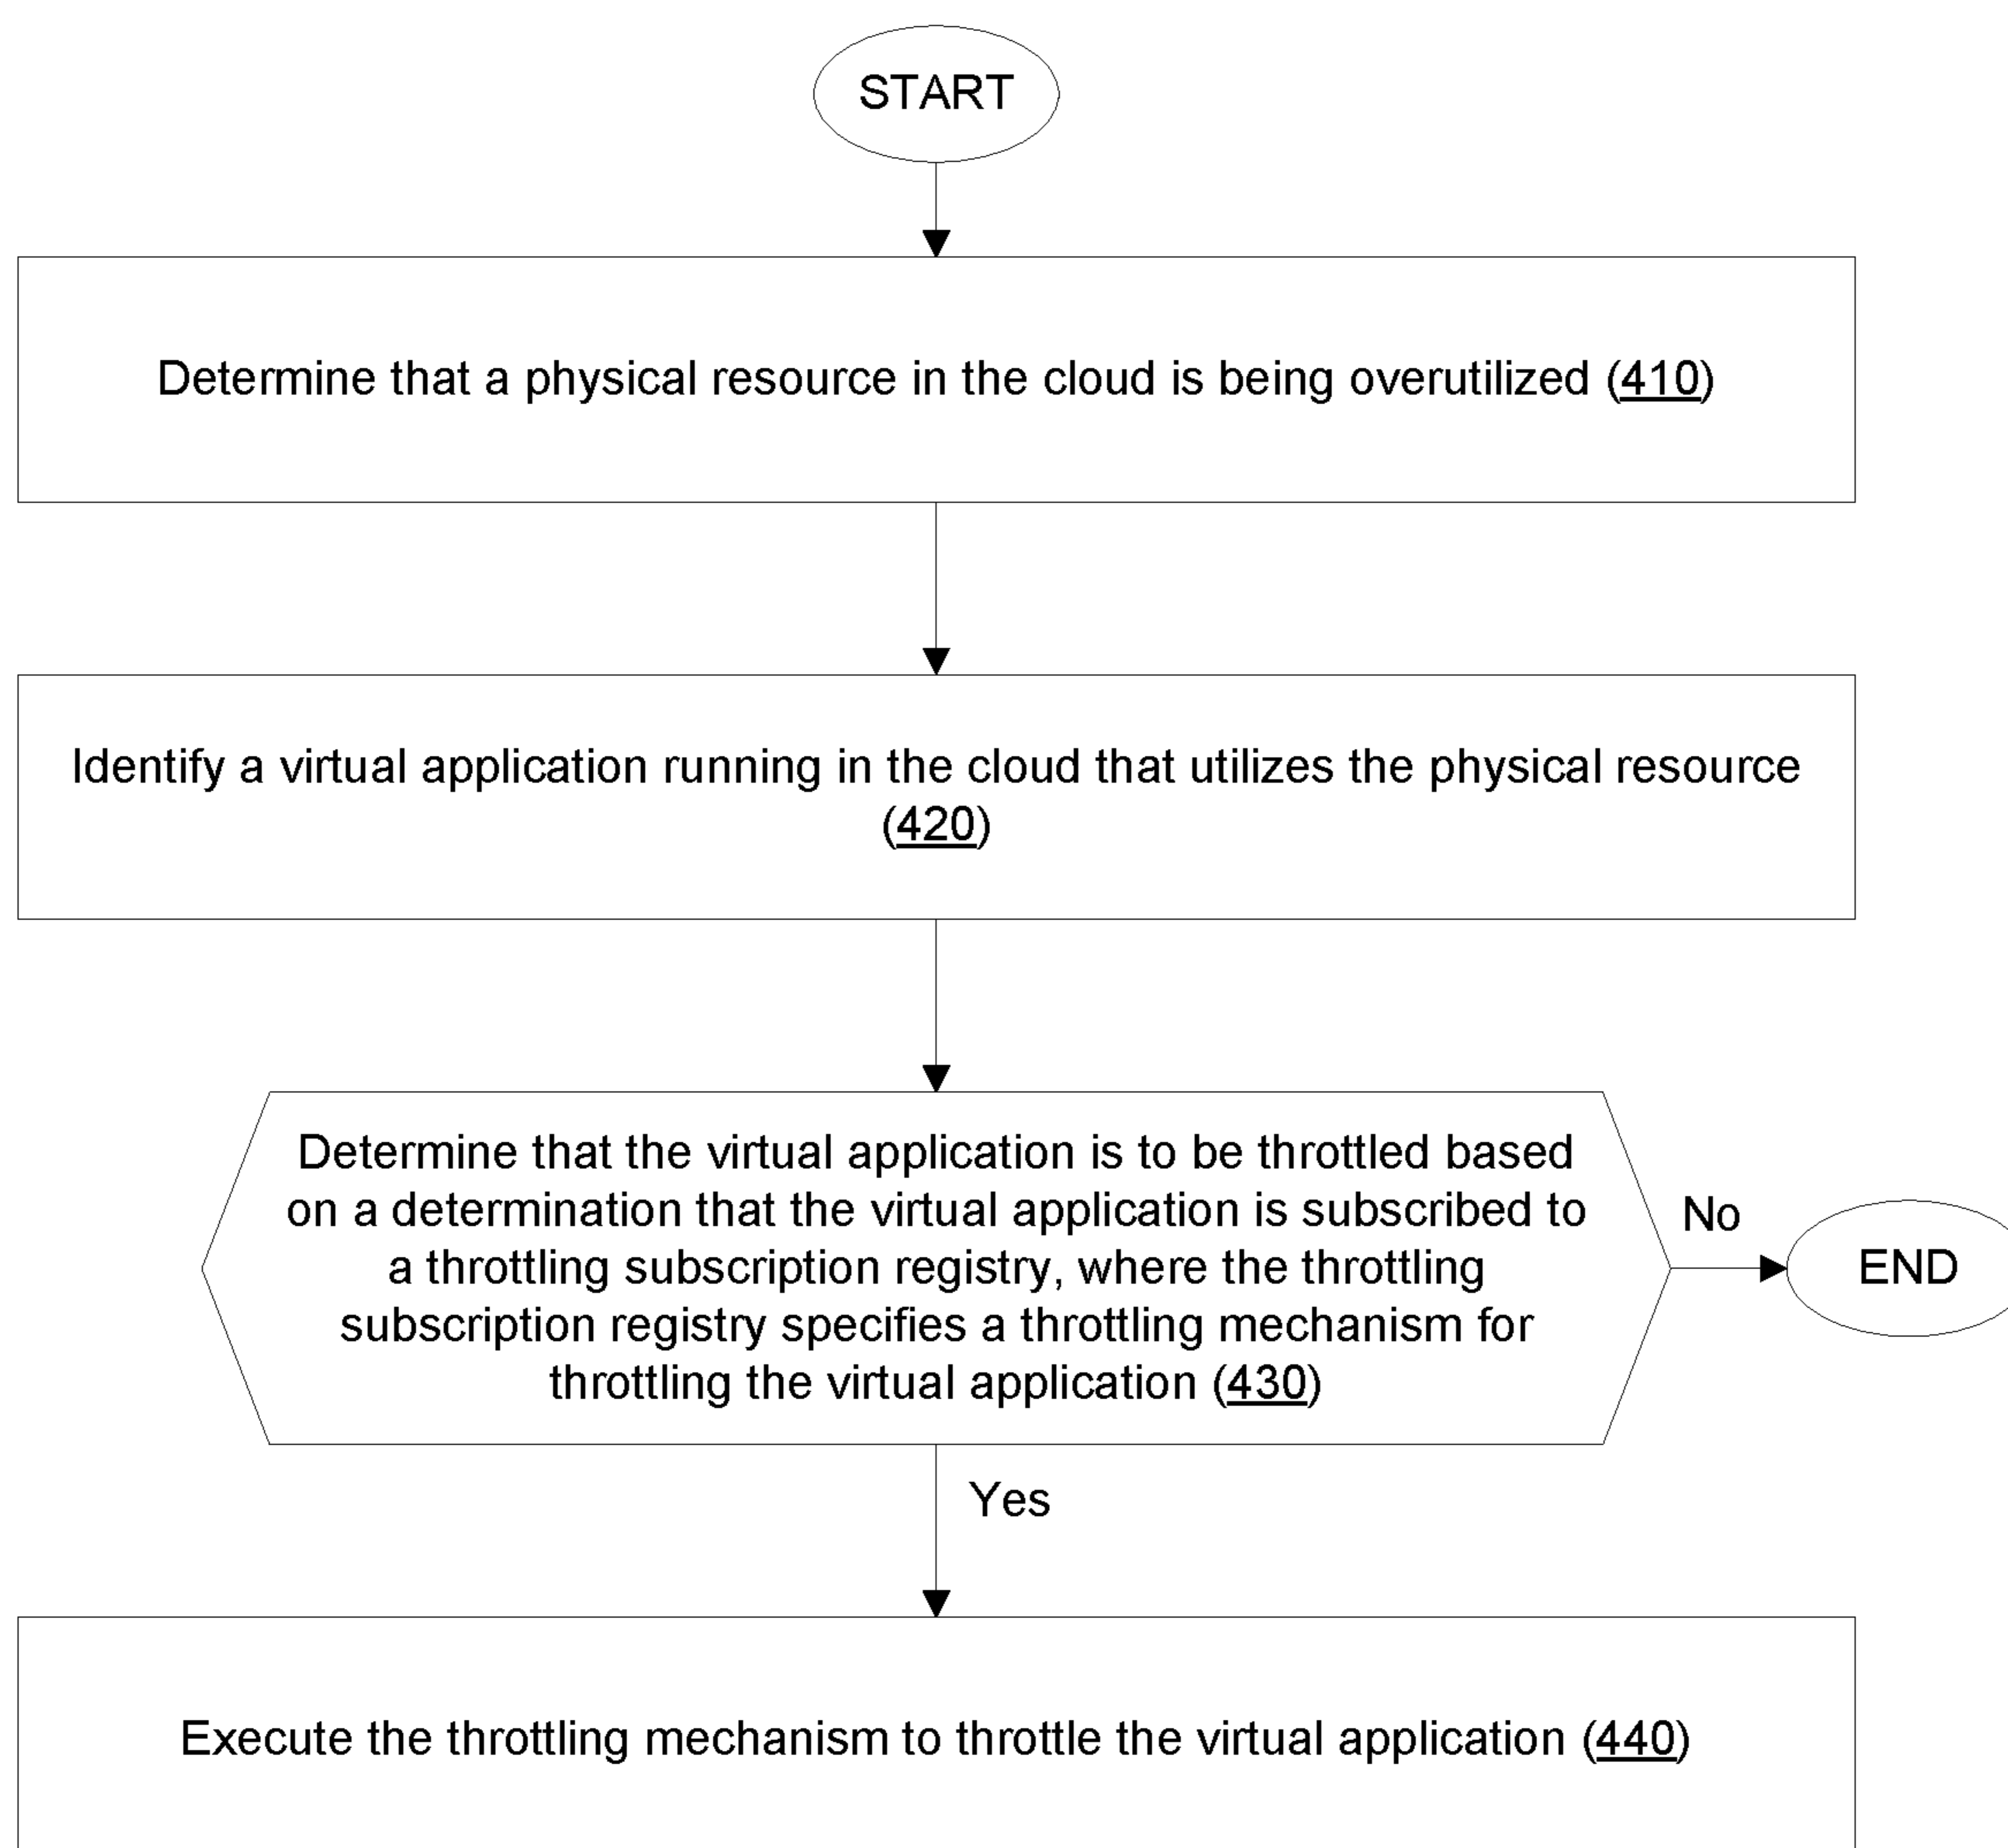 START
Determine that a physical resource in the cloud is being overutilized (410)
Identify a virtual application running in the cloud that utilizes the physical resource
(420)
Determine that the virtual application is to be throttled based
on a determination that the virtual application is subscribed to
a throttling subscription registry, where the throttling
subscription registry specifies a throttling mechanism for
throttling the virtual application (430)
No
END
Yes
Execute the throttling mechanism to throttle the virtual application (440)